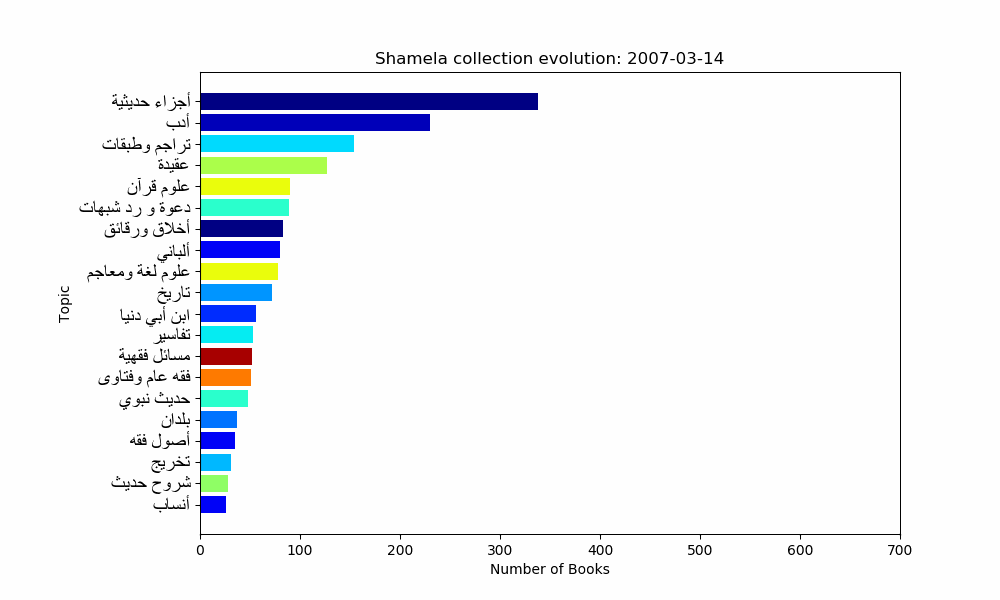 Shamela collection evolution: 2007-03-14
أجزاء حديثية
أدب
تراجم وطبقات
عقيدة
علوم قرآن
دعوة و رد شبهات
أخلاق ورقائق
ألباني
علوم لغة ومعاجم
تاريخ
ابن أبي دنيا
تفاسير
مسائل فقهية
فقه عام وفتاوى
حديث نبوي
بلدان
أصول فقه
تخريج
شروح حديث
أنساب
Topic
0 100 200 300 400 500 600 700
Number of Books